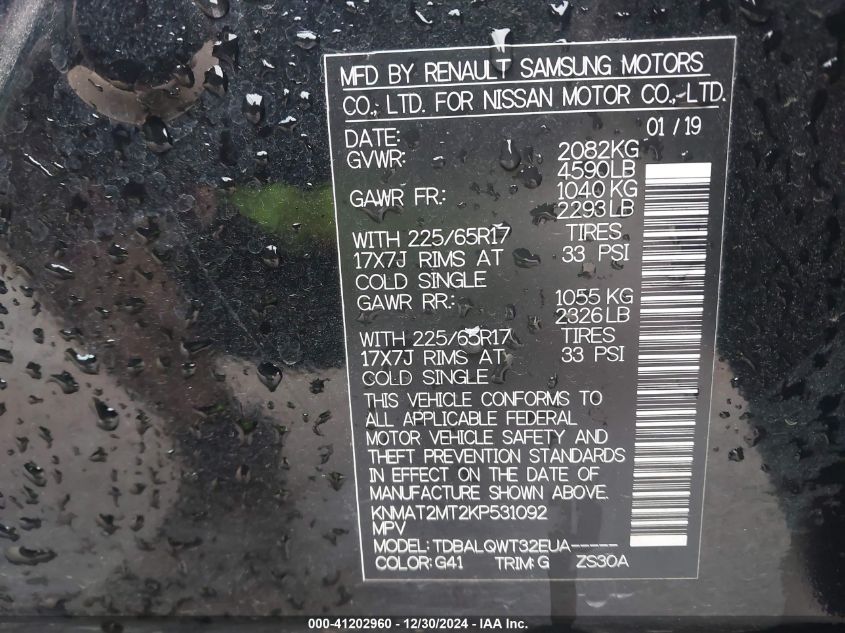 MFD BY RENAULT SAMSUNG MOTORS
CO., LTD. FOR NISSAN MOTOR CO., LTD.
DATE: 01 / 19
GVWR: 2082KG
4590LB
GAWR FR: 1040 KG
2293LB
WITH 225/65R17 TIRES
17X7J RIMS AT 33 PSI
COLD SINGLE
GAWR RR: 1055 KG
2326LB
WITH 225/65R17 TIRES
17X7J RIMS AT 33 PSI
COLD SINGLE
THIS VEHICLE CONFORMS TO
ALL APPLICABLE FEDERAL
MOTOR VEHICLE SAFETY AND
THEFT PREVENTION STANDARDS
IN EFFECT ON THE DATE OF
MANUFACTURE SHOWN ABOVE.
KNMAT2MT2KP531092
MPV
MODEL: TDBALQWT32EUA-----
COLOR: G41 TRIM: G ZS30A
000-41202960 - 12/30/2024 - IAA Inc.